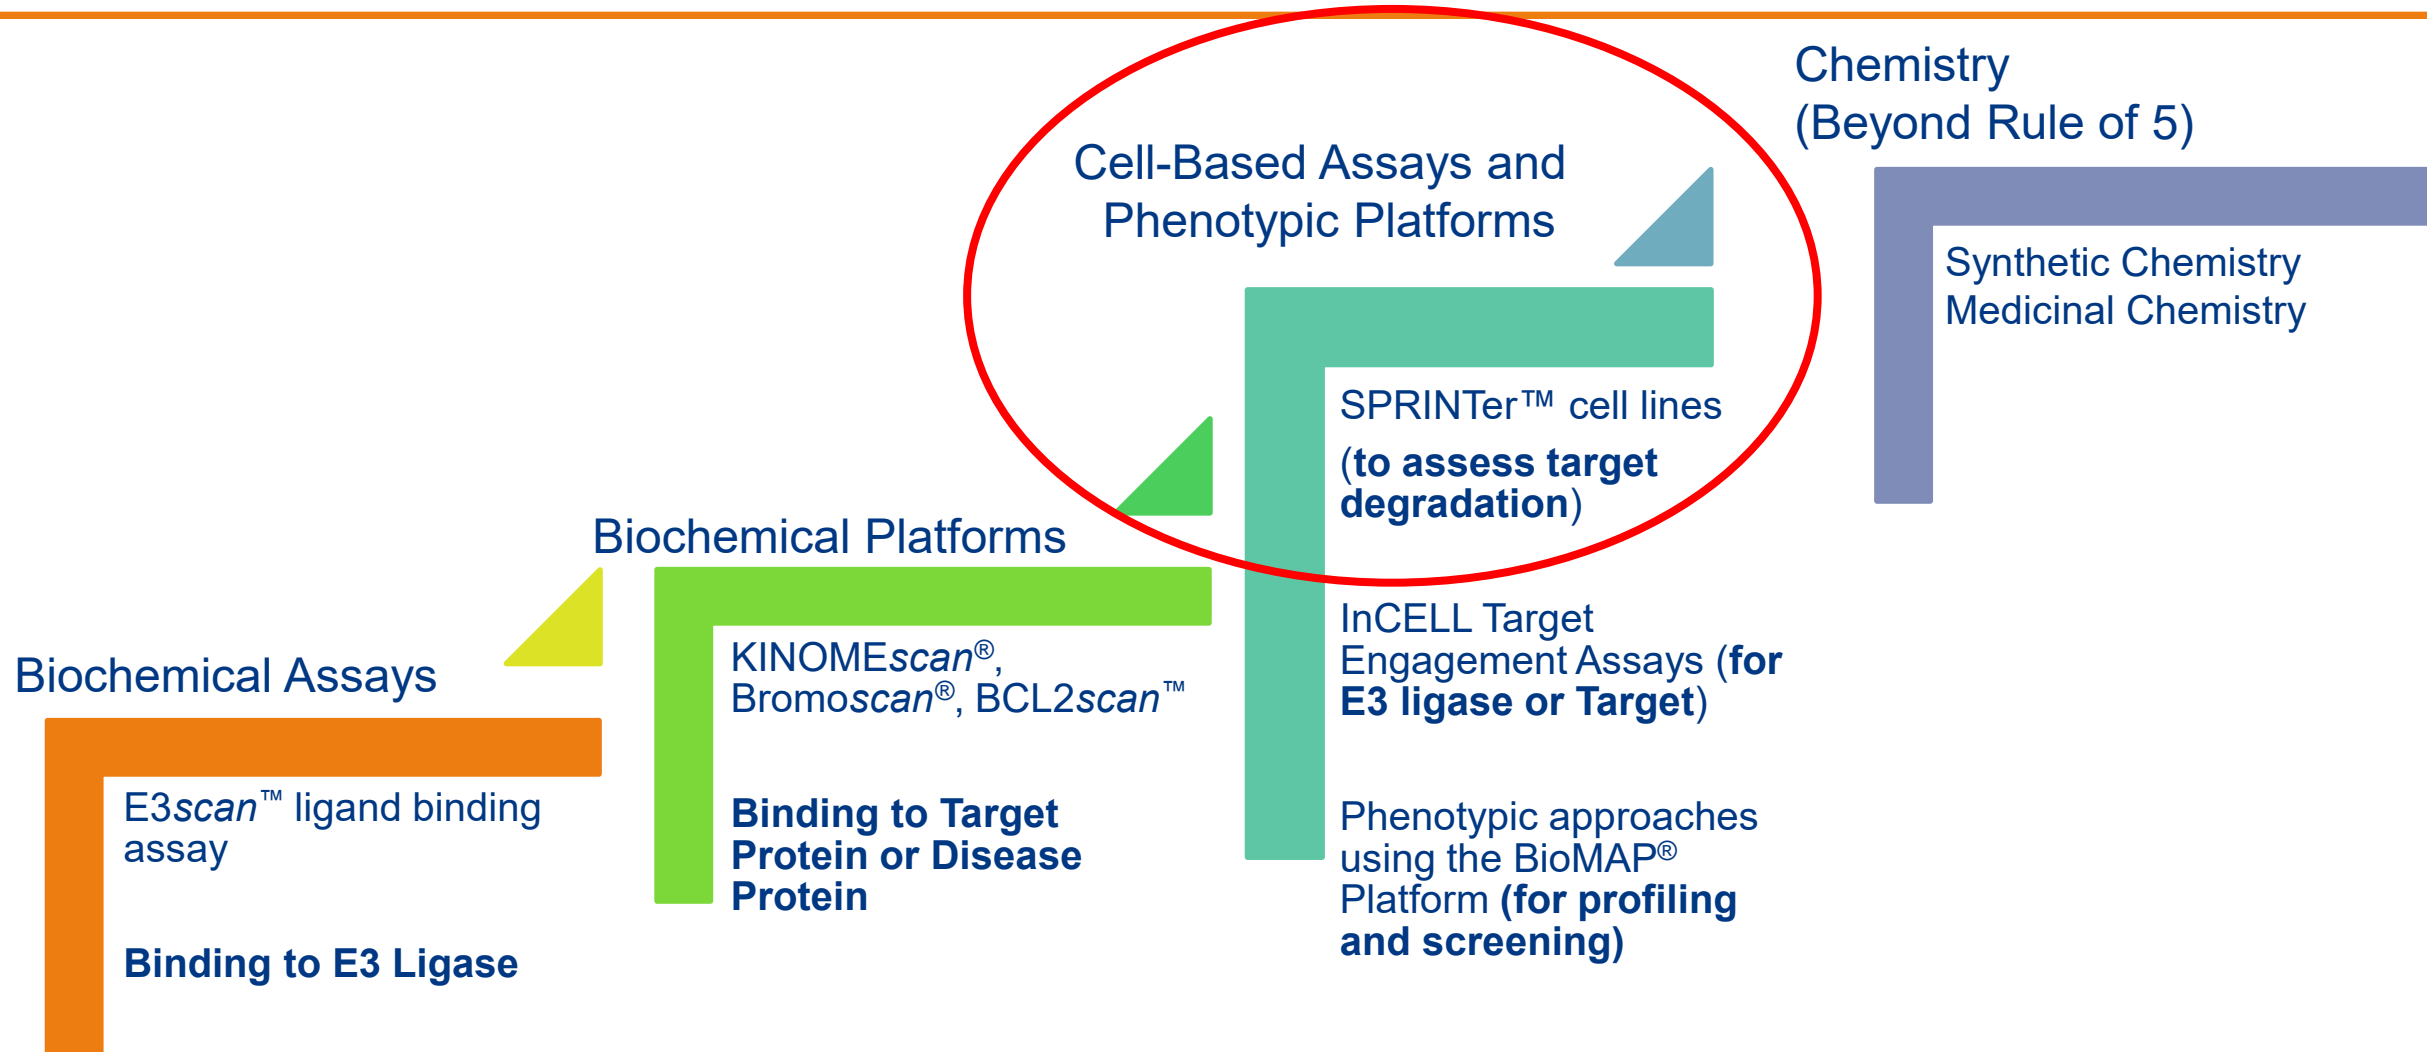 Biochemical Assays
E3scan™ ligand binding
assay
Binding to E3 Ligase
Biochemical Platforms
KINOMEscan®,
Bromoscan®, BCL2scan™
Binding to Target
Protein or Disease
Protein
Cell-Based Assays and
Phenotypic Platforms
SPRINTer™ cell lines
(to assess target
degradation)
InCELL Target
Engagement Assays (for
E3 ligase or Target)
Phenotypic approaches
using the BioMAP®
Platform (for profiling
and screening)
Chemistry
(Beyond Rule of 5)
Synthetic Chemistry
Medicinal Chemistry